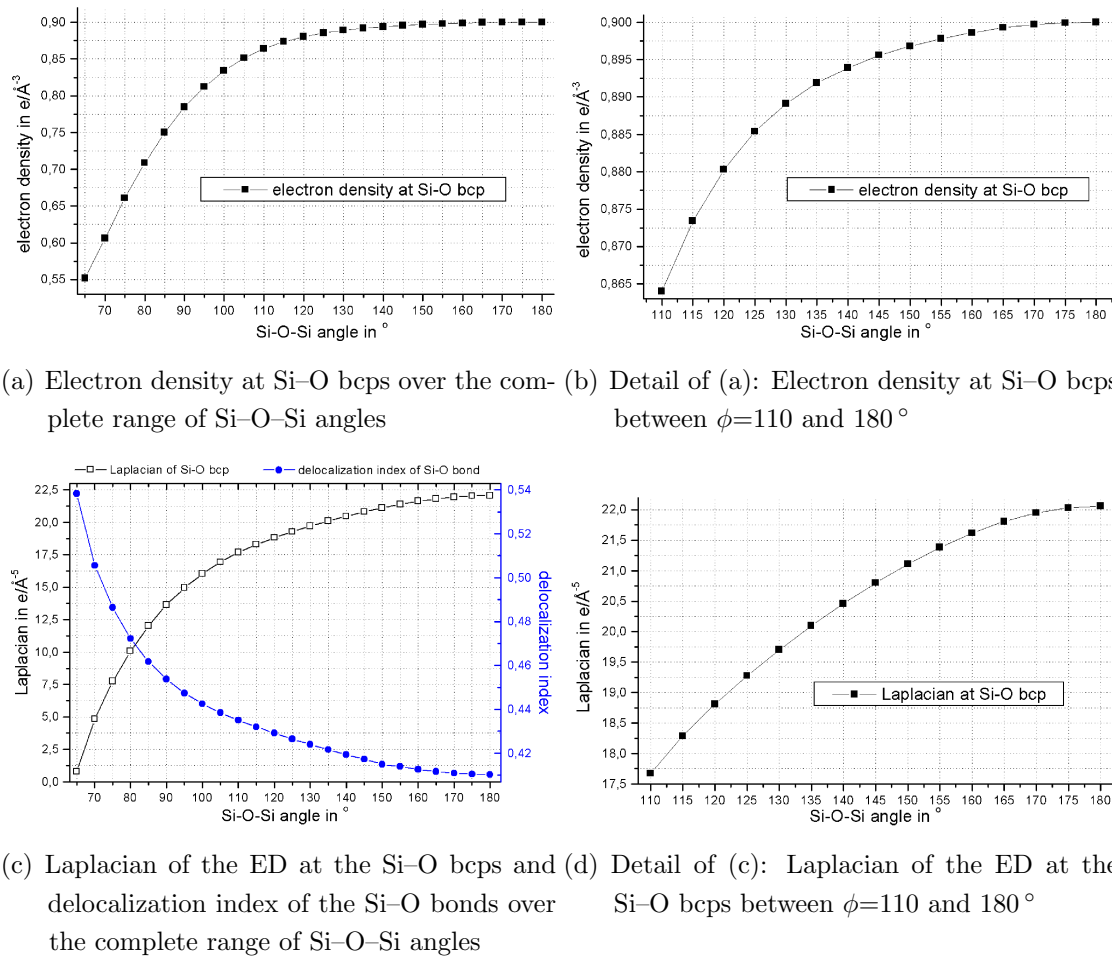 0,90
0,85
0,80
0,75
0,70
0,65
0,60
0,55
electron density in e/Å⁻³
electron density at Si-O bcp
70 80 90 100 110 120 130 140 150 160 170 180
Si-O-Si angle in °
0,900
0,895
0,890
0,885
0,880
0,875
0,870
0,865
electron density in e/Å⁻³
electron density at Si-O bcp
110 115 120 125 130 135 140 145 150 155 160 165 170 175 180
Si-O-Si angle in °
(a) Electron density at Si–O bcps over the com-
plete range of Si–O–Si angles
(b) Detail of (a): Electron density at Si–O bcps
between ϕ=110 and 180°
Laplacian of Si-O bcp
delocalization index of Si-O bond
22,5
20,0
17,5
15,0
12,5
10,0
7,5
5,0
2,5
0,0
Laplacian in e/Å⁻⁵
0,54
0,52
0,50
0,48
0,46
0,44
0,42
delocalization index
70 80 90 100 110 120 130 140 150 160 170 180
Si-O-Si angle in °
22,0
21,5
21,0
20,5
20,0
19,5
19,0
18,5
18,0
17,5
Laplacian in e/Å⁻⁵
Laplacian at Si-O bcp
110 115 120 125 130 135 140 145 150 155 160 165 170 175 180
Si-O-Si angle in °
(c) Laplacian of the ED at the Si–O bcps and
delocalization index of the Si–O bonds over
the complete range of Si–O–Si angles
(d) Detail of (c): Laplacian of the ED at the
Si–O bcps between ϕ=110 and 180°